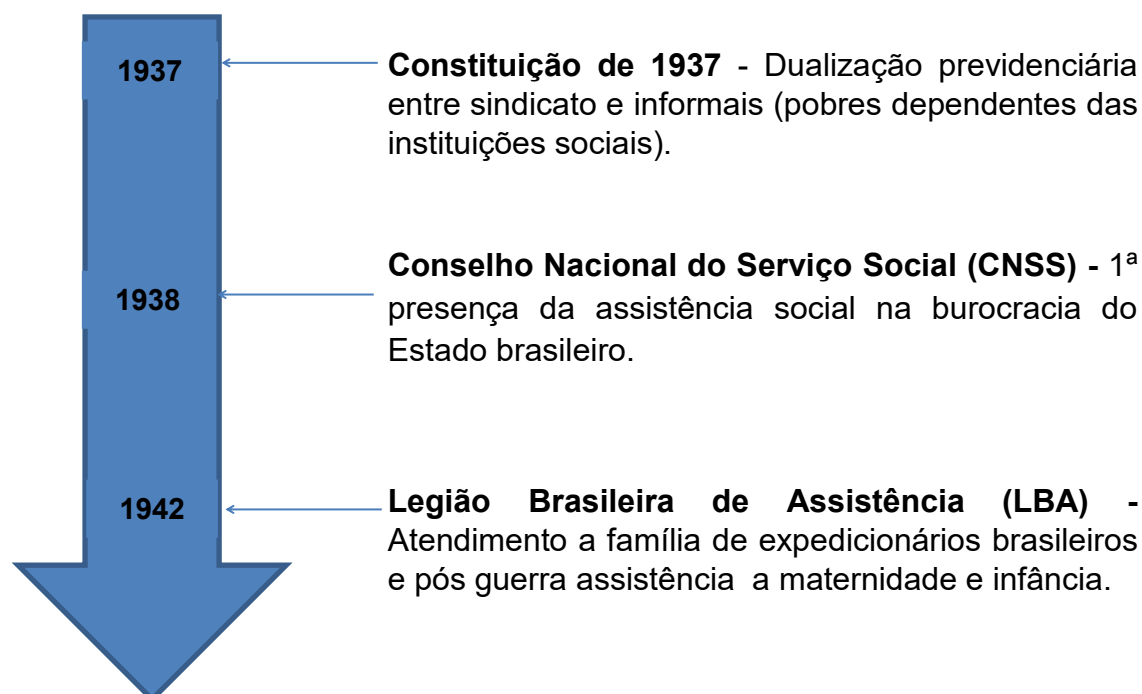 1937
Constituição de 1937 - Dualização previdenciária
entre sindicato e informais (pobres dependentes das
instituições sociais).
1938
Conselho Nacional do Serviço Social (CNSS) - 1ª
presença da assistência social na burocracia do
Estado brasileiro.
1942
Legião Brasileira de Assistência (LBA) -
Atendimento a família de expedicionários brasileiros
e pós guerra assistência a maternidade e infância.